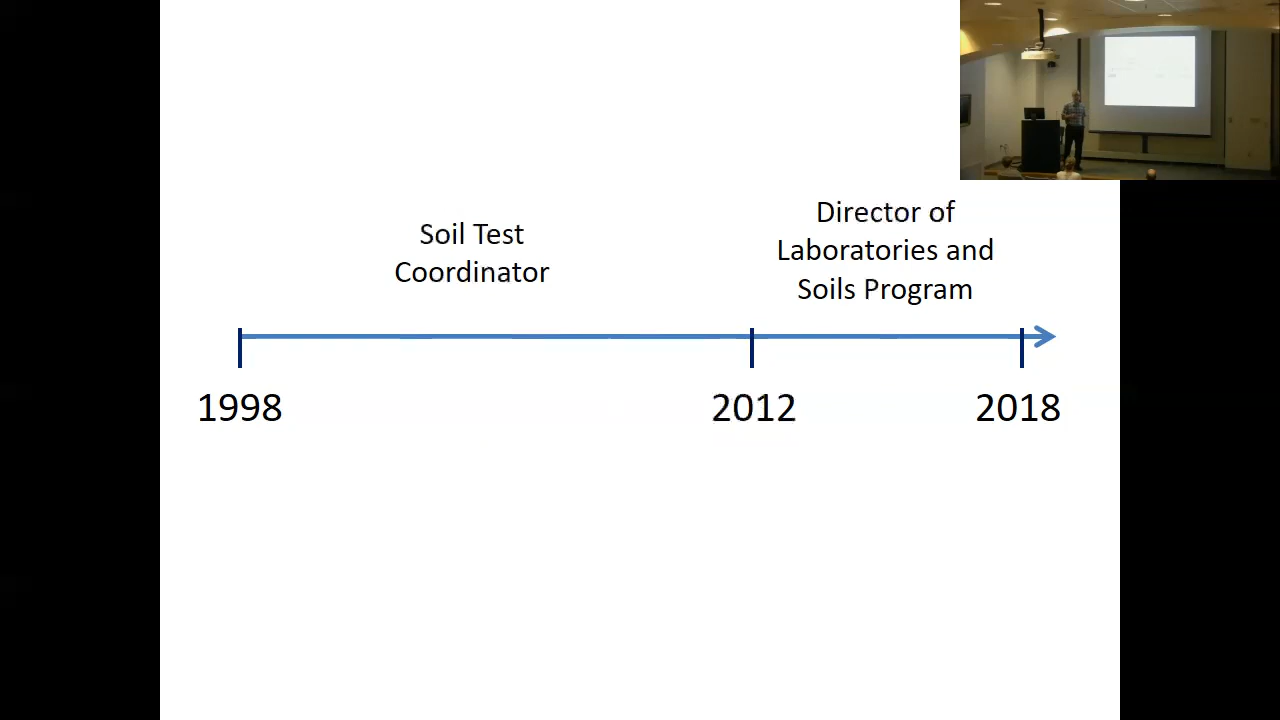 Soil Test
Coordinator
Director of
Laboratories and
Soils Program
1998
2012
2018